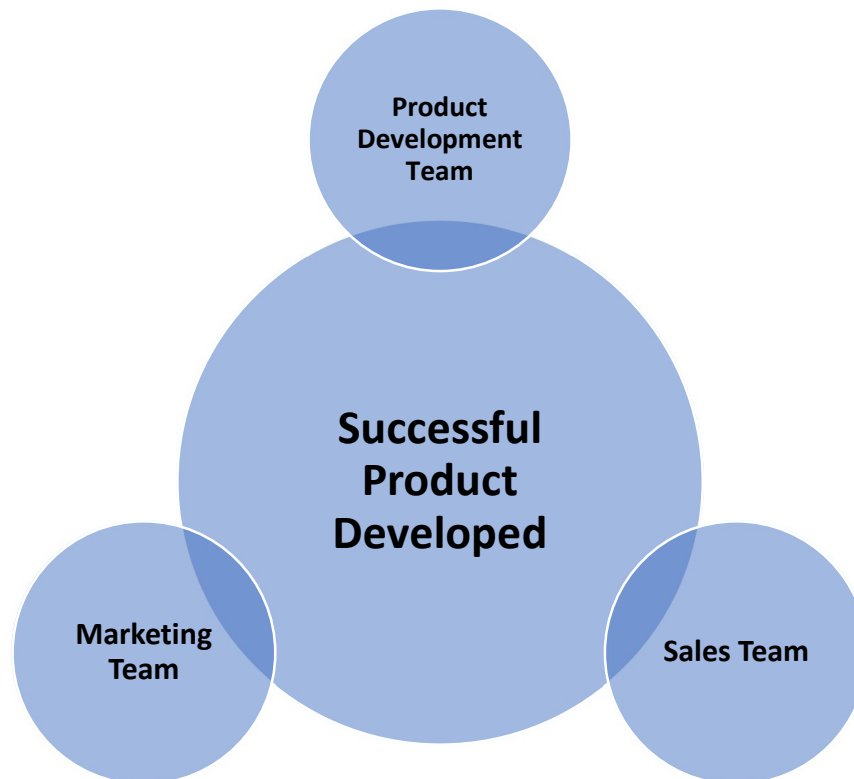 Product
Development
Team
Successful
Product
Developed
Marketing
Team
Sales Team